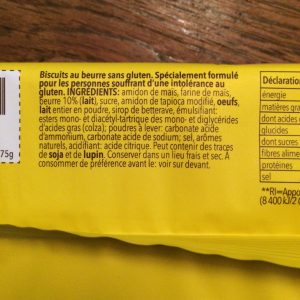 Biscuits au beurre sans gluten. Spécialement formulé
pour les personnes souffrant d'une intolérance au
gluten. INGRÉDIENTS: amidon de maïs, farine de maïs,
beurre 10% (lait), sucre, amidon de tapioca modifié, oeufs,
lait entier en poudre, sirop de betterave, émulsifiant:
esters mono- et diacétyl-tartrique des mono- et diglycérides
d'acides gras (colza); poudres à lever: carbonate acide
d'ammonium, carbonate acide de sodium; sel, arômes
naturels, acidifiant: acide citrique. Peut contenir des traces
de soja et de lupin. Conserver dans un lieu frais et sec. A
consommer de préférence avant le: voir sur devant.
75g
Déclaratio
énergie
matières gra
dont acides g
glucides
dont sucres
fibres alime
protéines
sel
**RI=Appo
(8 400 kJ/2 0